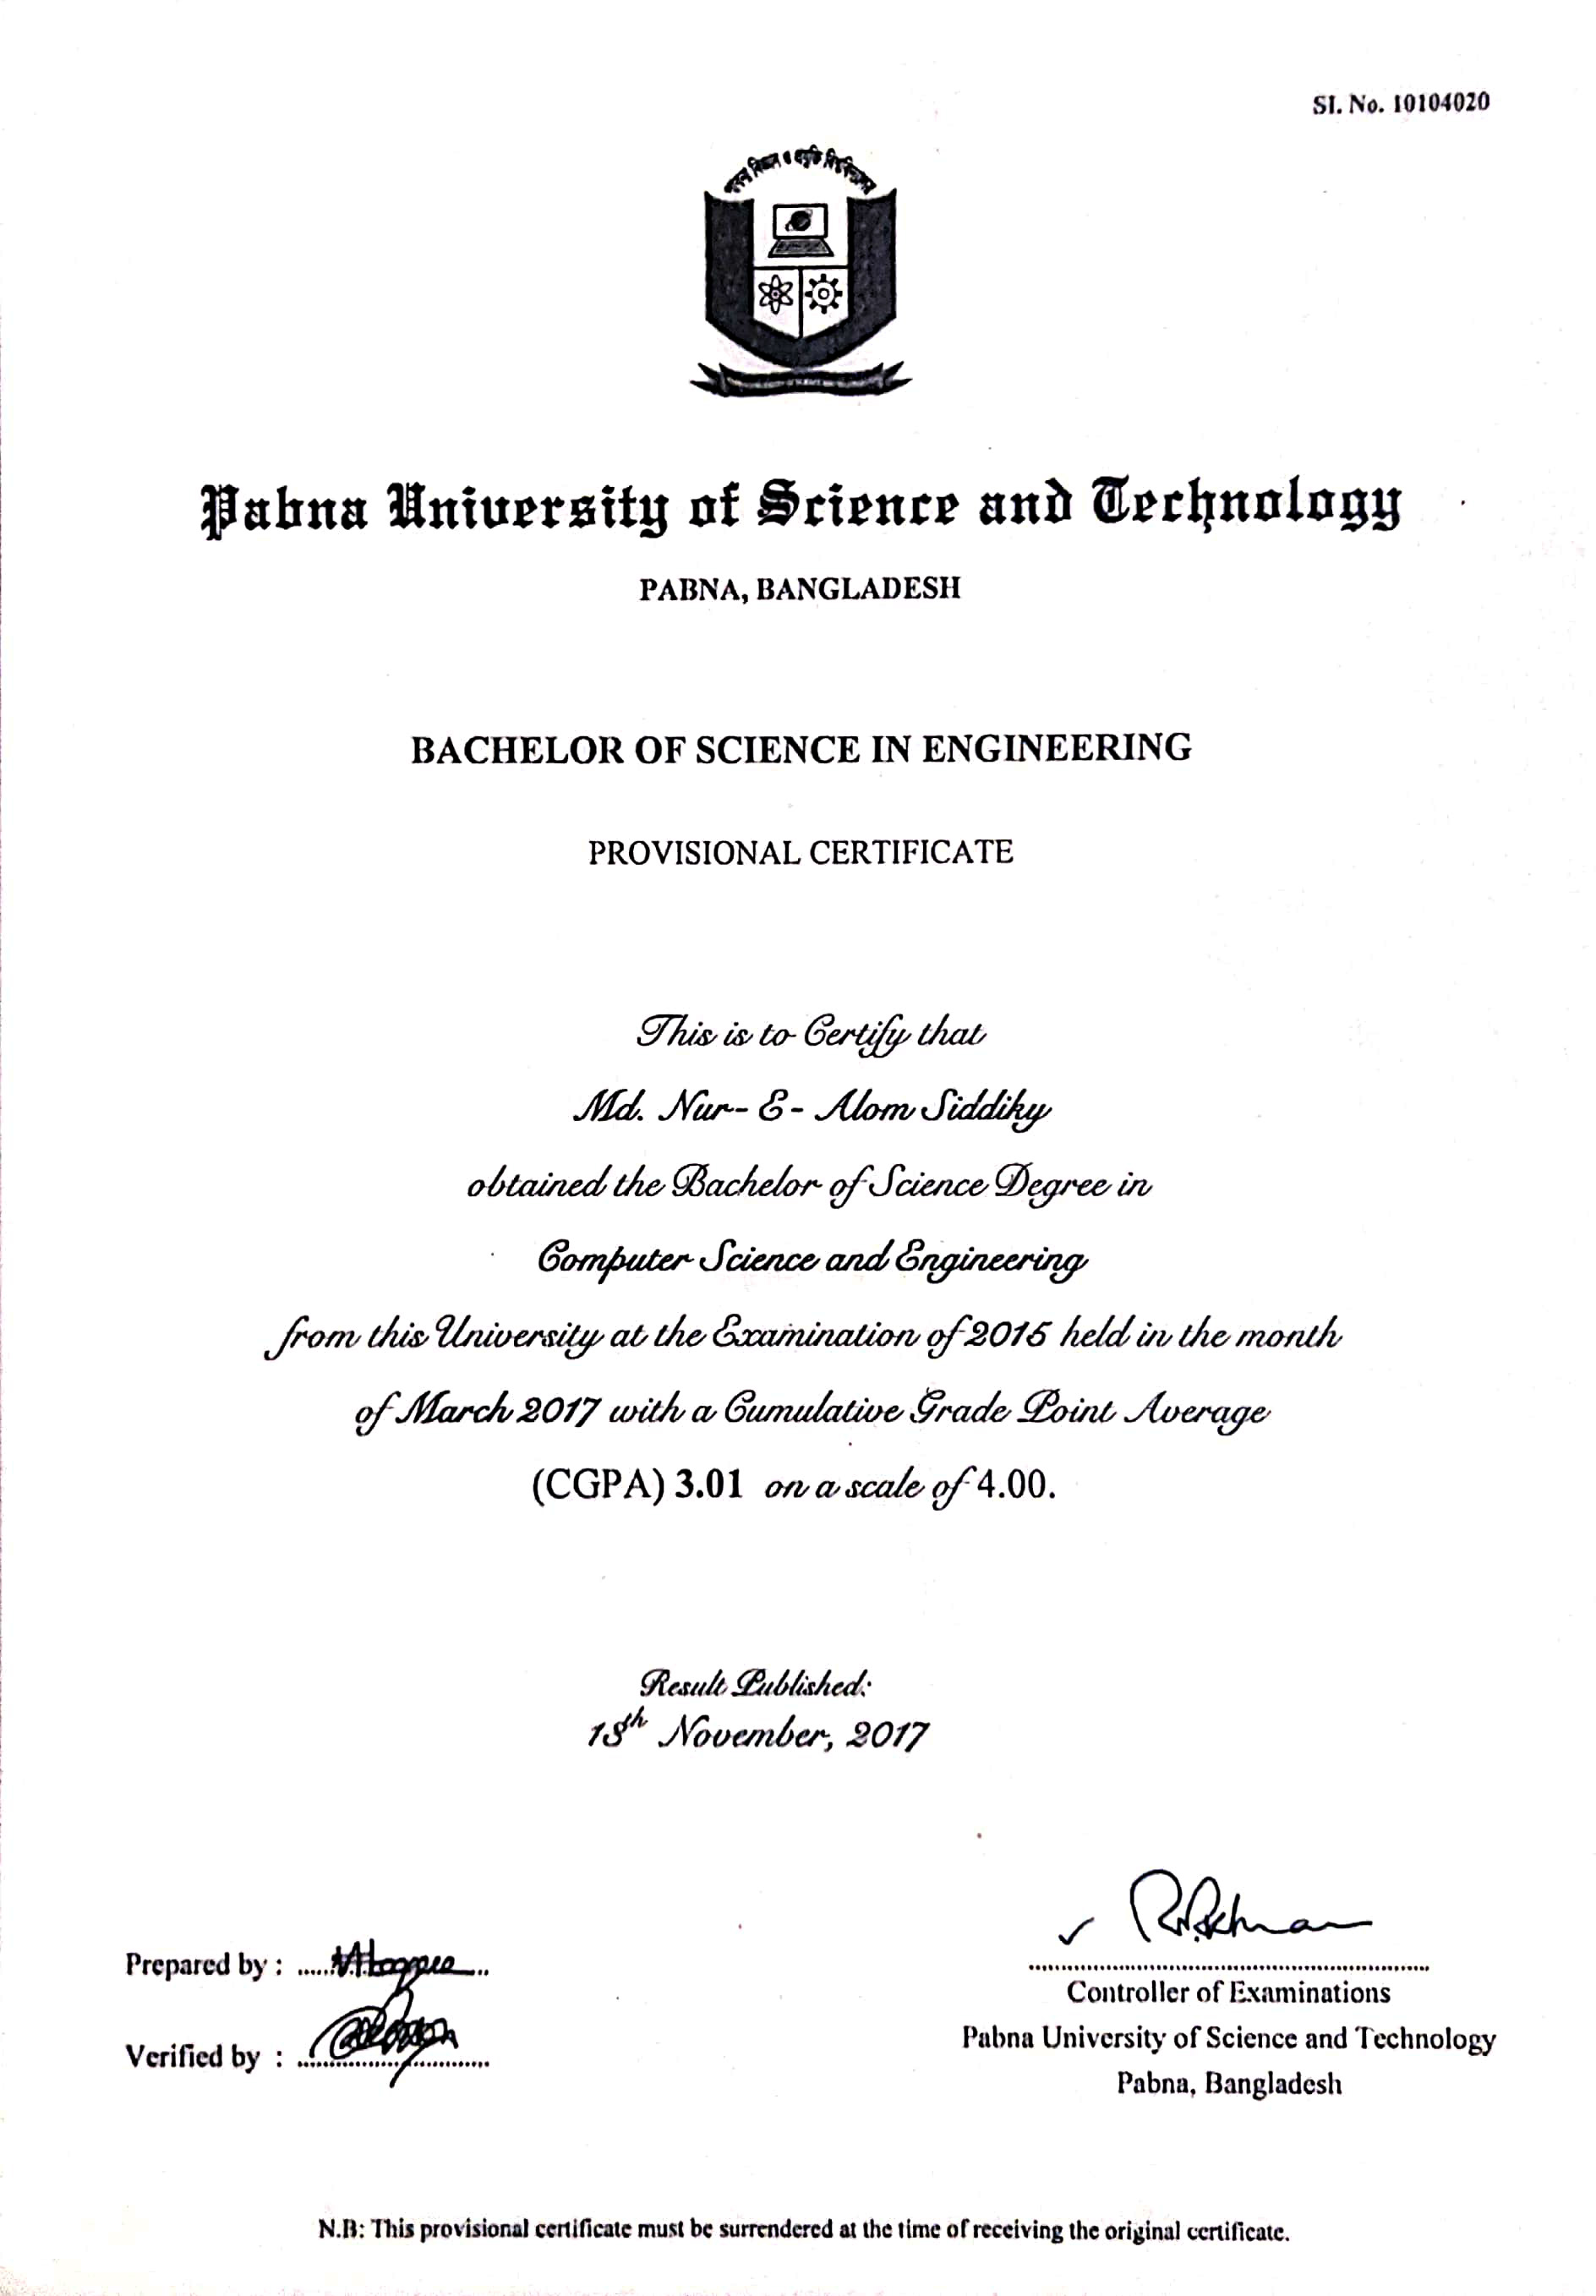 Sl. No. 10104020
পাবনা বিজ্ঞান ও প্রযুক্তি বিশ্ববিদ্যালয়
Pabna University of Science and Technology
PABNA, BANGLADESH
BACHELOR OF SCIENCE IN ENGINEERING
PROVISIONAL CERTIFICATE
This is to Certify that
Md. Nur- E- Alom Siddiky
obtained the Bachelor of Science Degree in
Computer Science and Engineering
from this University at the Examination of 2015 held in the month
of March 2017 with a Cumulative Grade Point Average
(CGPA) 3.01 on a scale of 4.00.
Result Published:
18th November, 2017
Prepared by :
Verified by :
Controller of Examinations
Pabna University of Science and Technology
Pabna, Bangladesh
N.B: This provisional certificate must be surrendered at the time of receiving the original certificate.